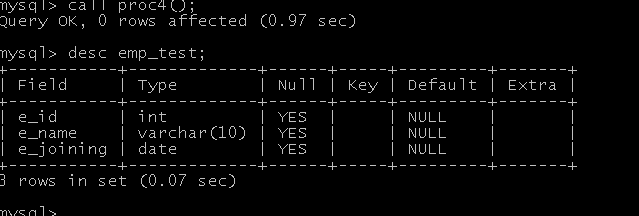 mysql> call proc4();
Query OK, 0 rows affected (0.97 sec)
mysql> desc emp_test;
+-----------+-------------+------+-----+---------+-------+
| Field     | Type        | Null | Key | Default | Extra |
+-----------+-------------+------+-----+---------+-------+
| e_id      | int         | YES  |     | NULL    |       |
| e_name    | varchar(10) | YES  |     | NULL    |       |
| e_joining | date        | YES  |     | NULL    |       |
+-----------+-------------+------+-----+---------+-------+
3 rows in set (0.07 sec)
mysql>